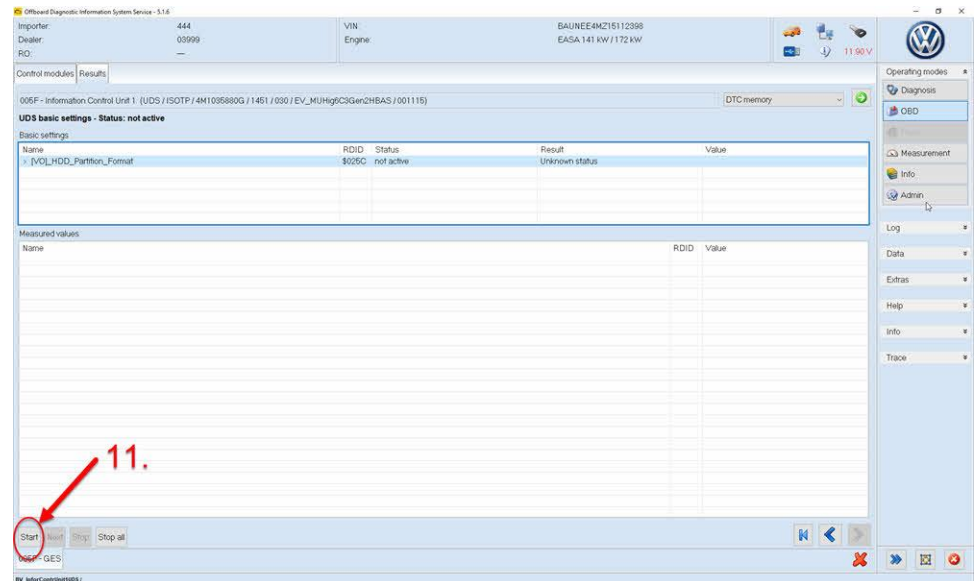 Offboard Diagnostic Information System Service - 5.1.6
Importer: 444 VIN: BAUNEE4MZ15112398
Dealer: 03999 Engine: EASA 141 kW / 172 kW
RO: ---
11.90 V
Control modules Results
005F - Information Control Unit 1 (UDS / ISOTP / 4M1035880G / 1451 / 030 / EV_MUHig6C3Gen2HBAS / 001115) DTC memory
UDS basic settings - Status: not active
Basic settings
Name RDID Status Result Value
[VO]_HDD_Partition_Format $025C not active Unknown status
Measured values
Name RDID Value
11.
Start Next Stop Stop all
005F - GES
BV_InforContrUnit1UDS /
Operating modes
Diagnosis
OBD
Measurement
Info
Admin
Log
Data
Extras
Help
Info
Trace